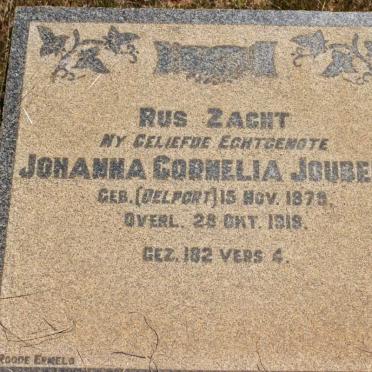 RUS ZACHT
MY GELIEFDE ECHTGENOTE
JOHANNA CORNELIA JOUBE
GEB. (DELPORT) 15 NOV. 1879.
OVERL. 28 OKT. 1918.
GEZ. 182 VERS 4.
ROODE ERMELO